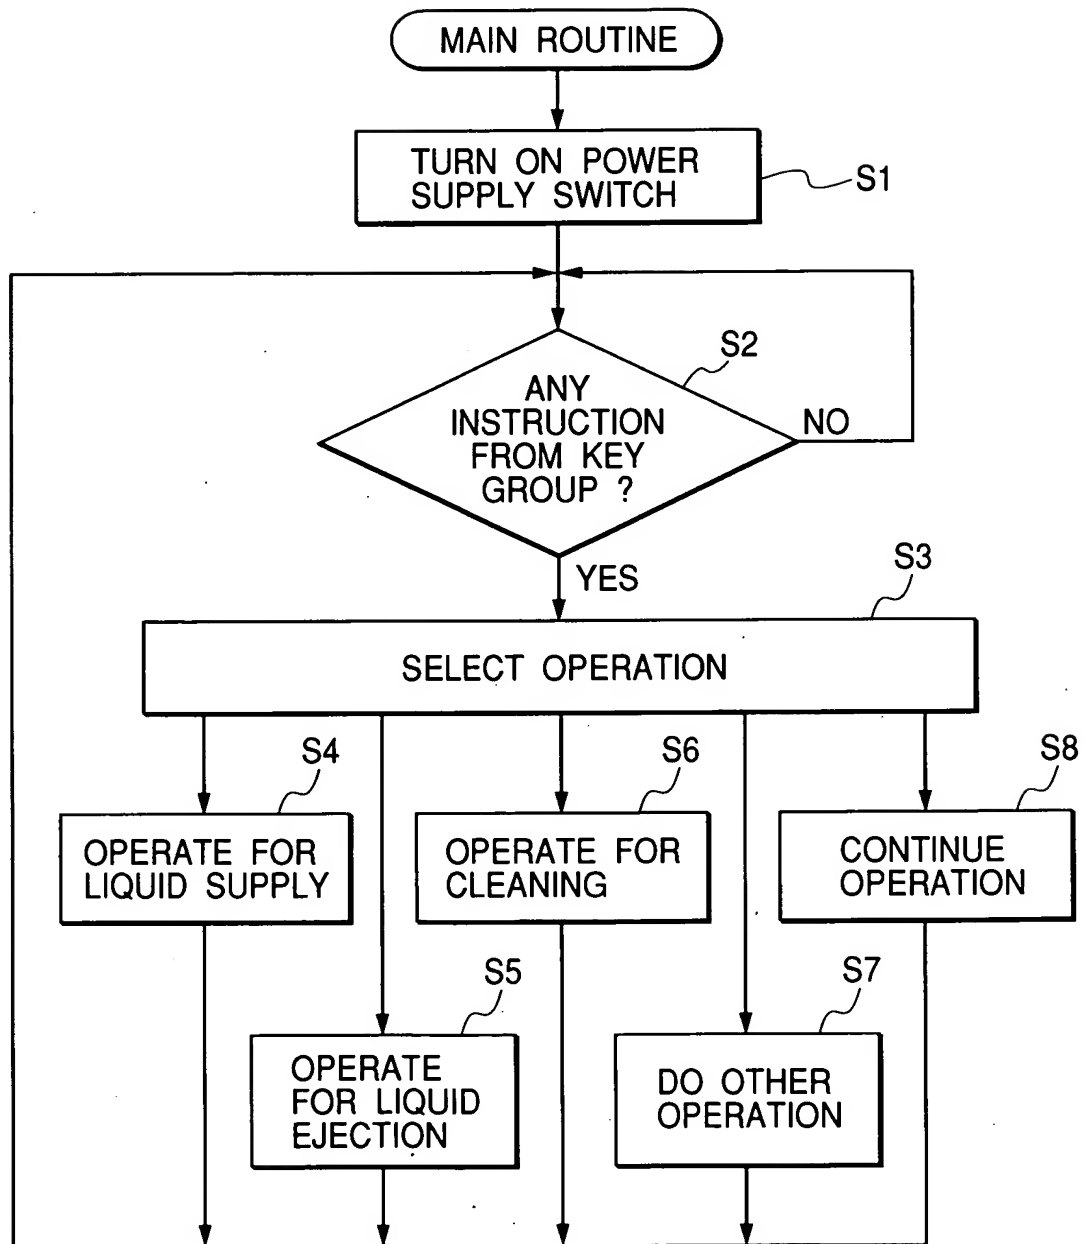 MAIN ROUTINE
TURN ON POWER
SUPPLY SWITCH
S1
S2
ANY
INSTRUCTION
FROM KEY
GROUP ?
NO
YES
S3
SELECT OPERATION
S4
S6
S8
OPERATE FOR
LIQUID SUPPLY
OPERATE FOR
CLEANING
CONTINUE
OPERATION
S5
S7
OPERATE
FOR LIQUID
EJECTION
DO OTHER
OPERATION